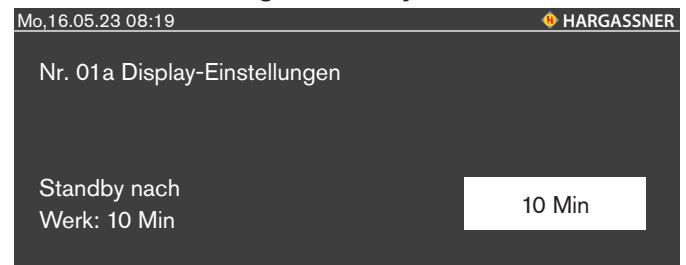 Mo,16.05.23 08:19
HARGASSNER
Nr. 01a Display-Einstellungen
Standby nach
Werk: 10 Min
10 Min